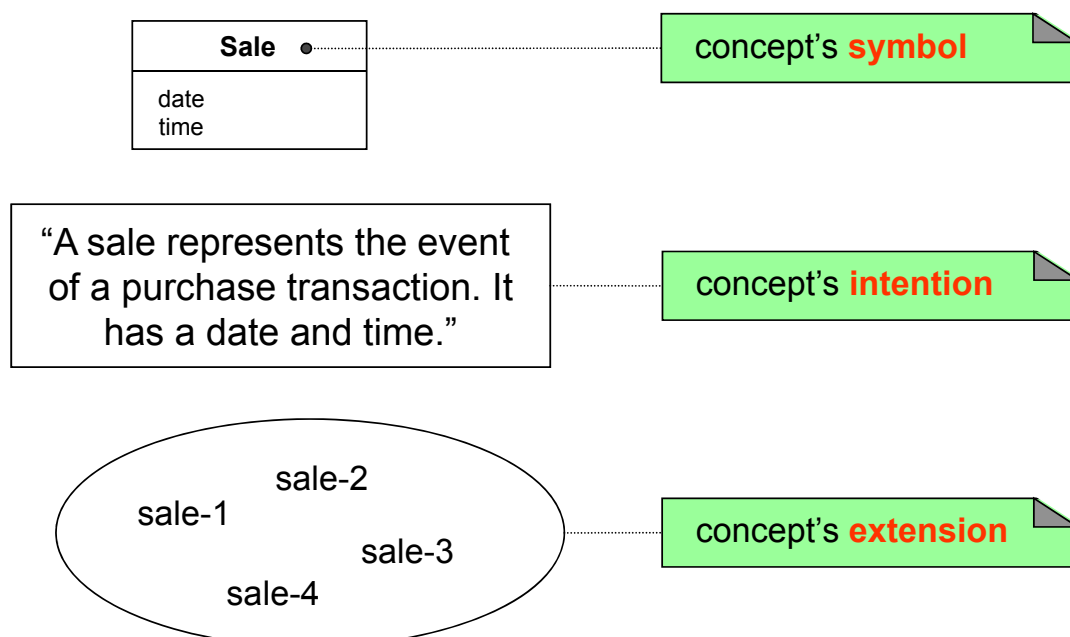 Sale
concept’s symbol
date
time
“A sale represents the event
of a purchase transaction. It
has a date and time.”
concept’s intention
sale-2
sale-1
sale-3
sale-4
concept’s extension